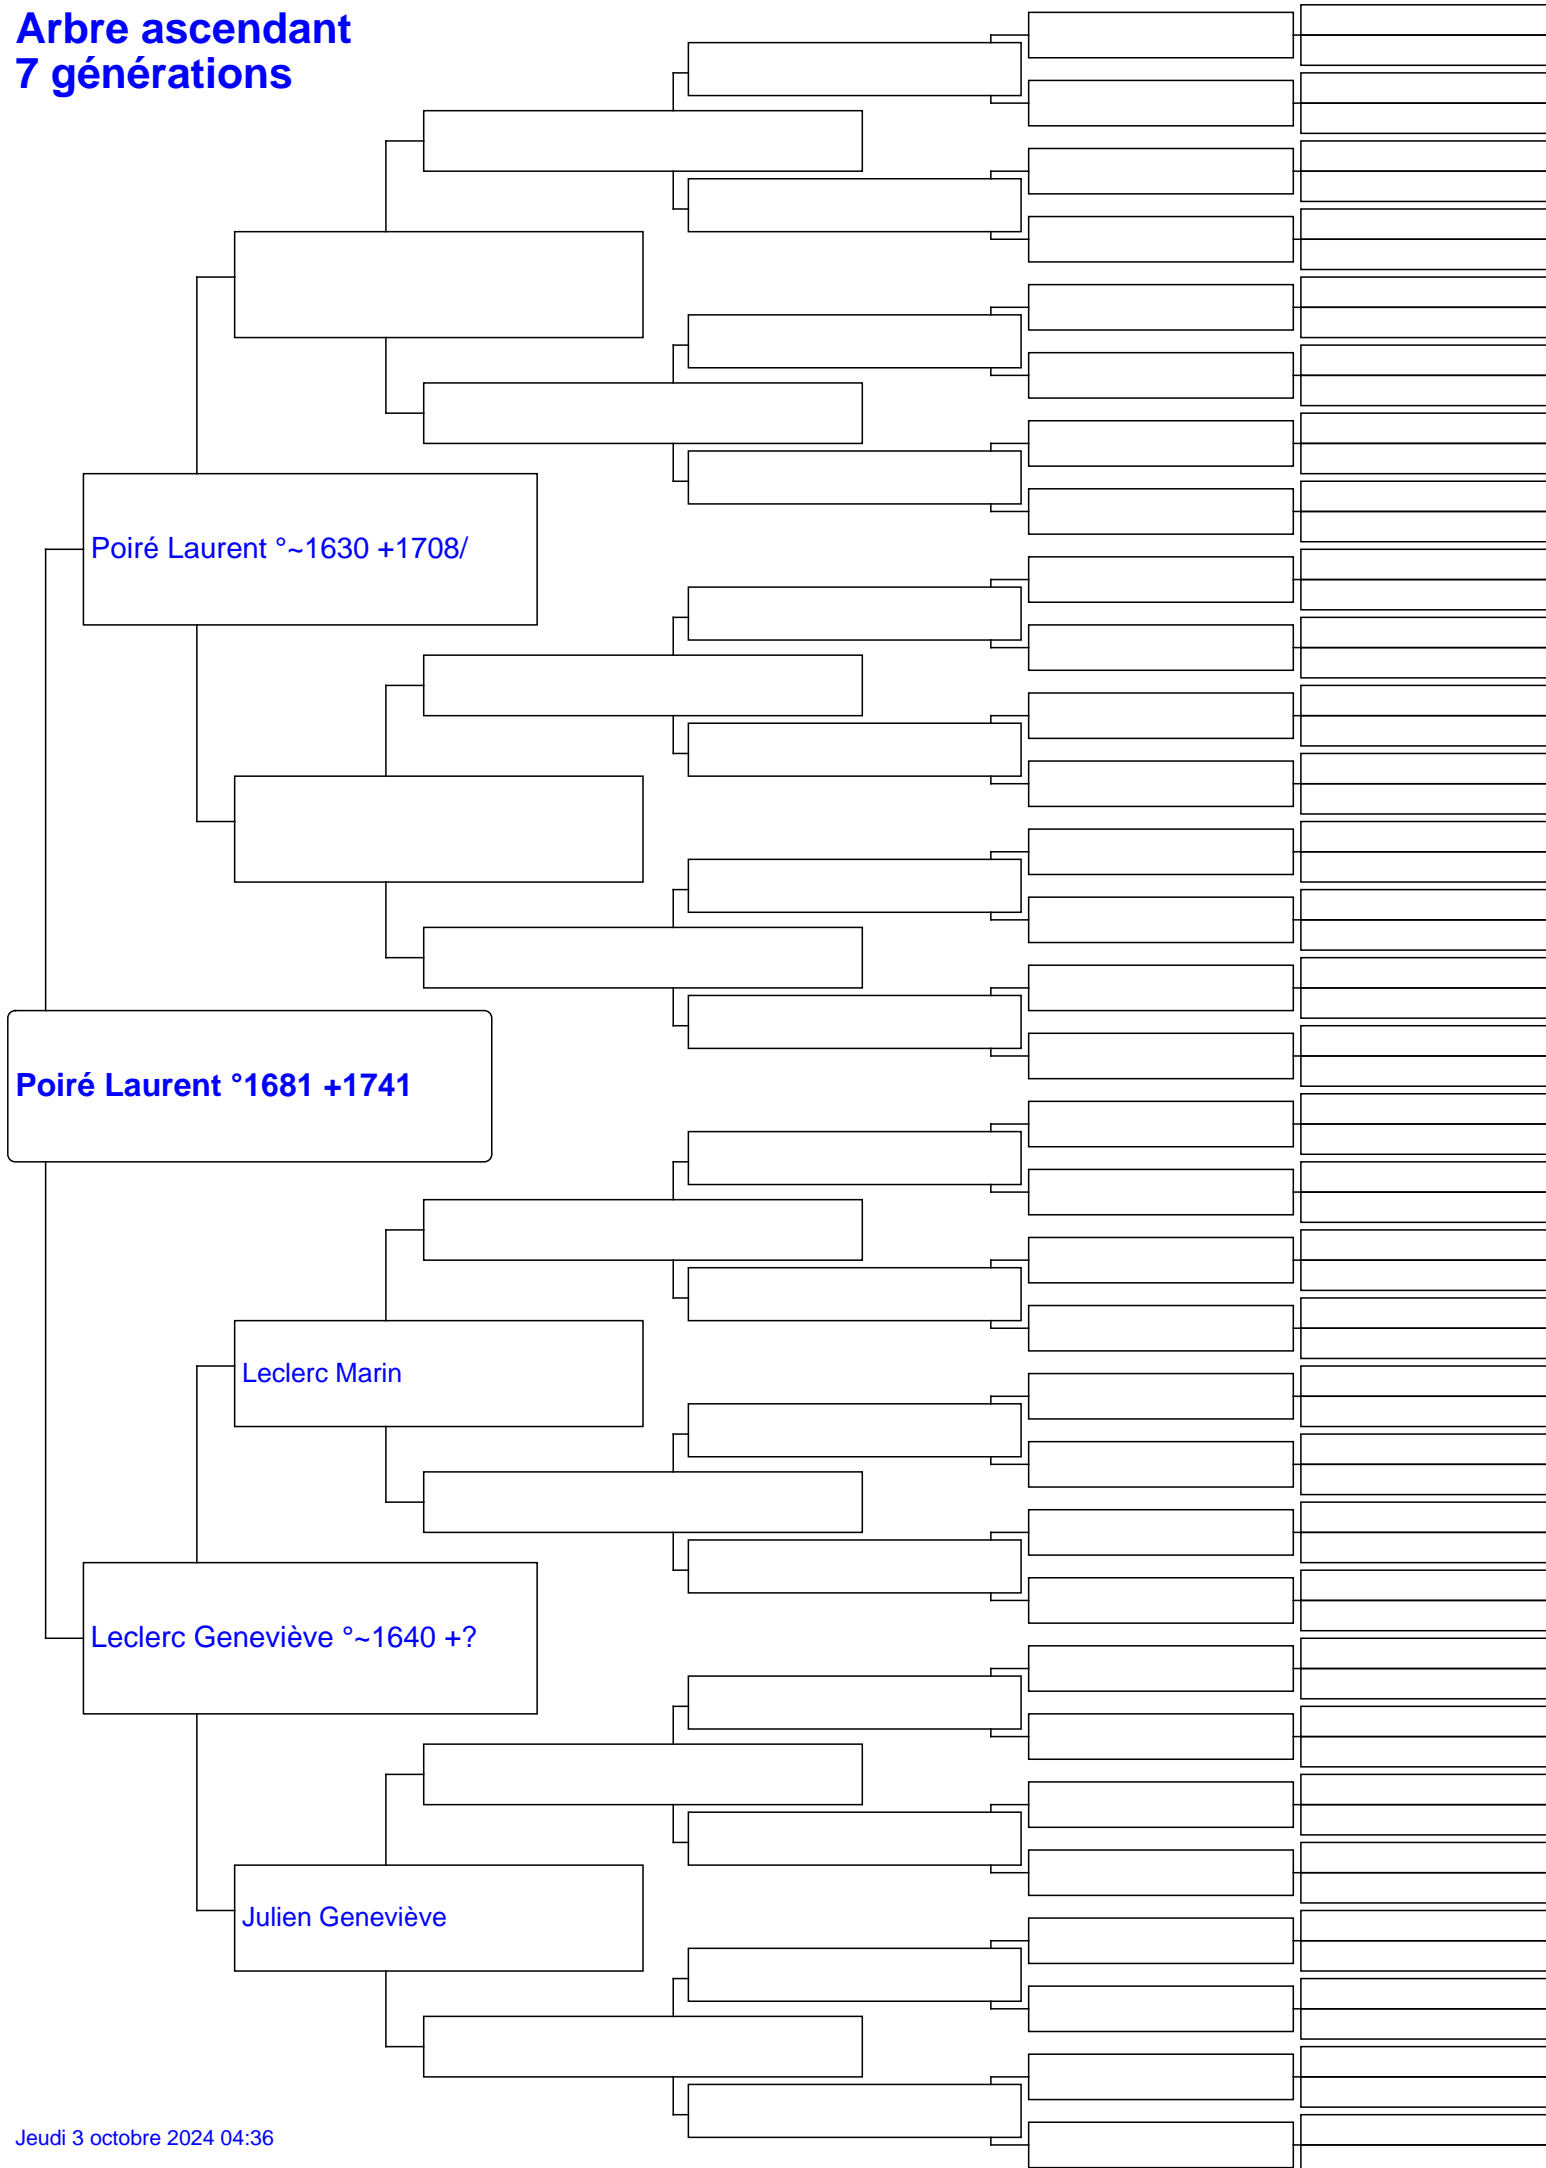 Arbre ascendant
7 générations
Poiré Laurent °~1630 +1708/
Poiré Laurent °1681 +1741
Leclerc Marin
Leclerc Geneviève °~1640 +?
Julien Geneviève
Jeudi 3 octobre 2024 04:36